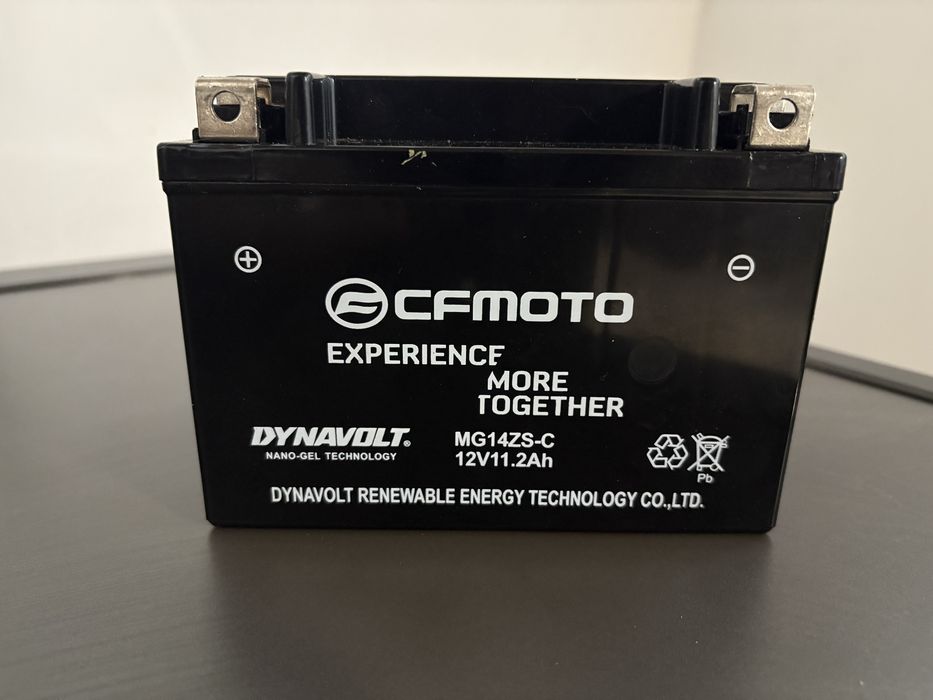 CFMOTO
EXPERIENCE
MORE
TOGETHER
DYNAVOLT®
NANO-GEL TECHNOLOGY
MG14ZS-C
12V11.2Ah
Pb
DYNAVOLT RENEWABLE ENERGY TECHNOLOGY CO.,LTD.